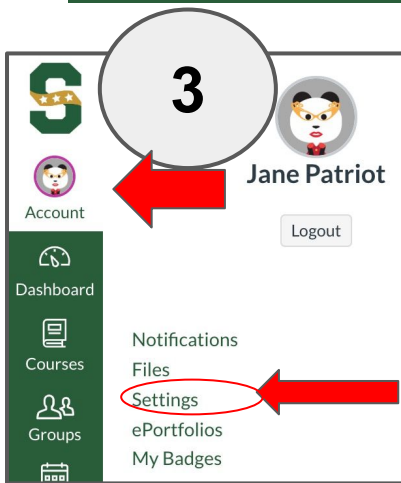 S
3
Jane Patriot
Account
Logout
Dashboard
Courses
Groups
Notifications
Files
Settings
ePortfolios
My Badges